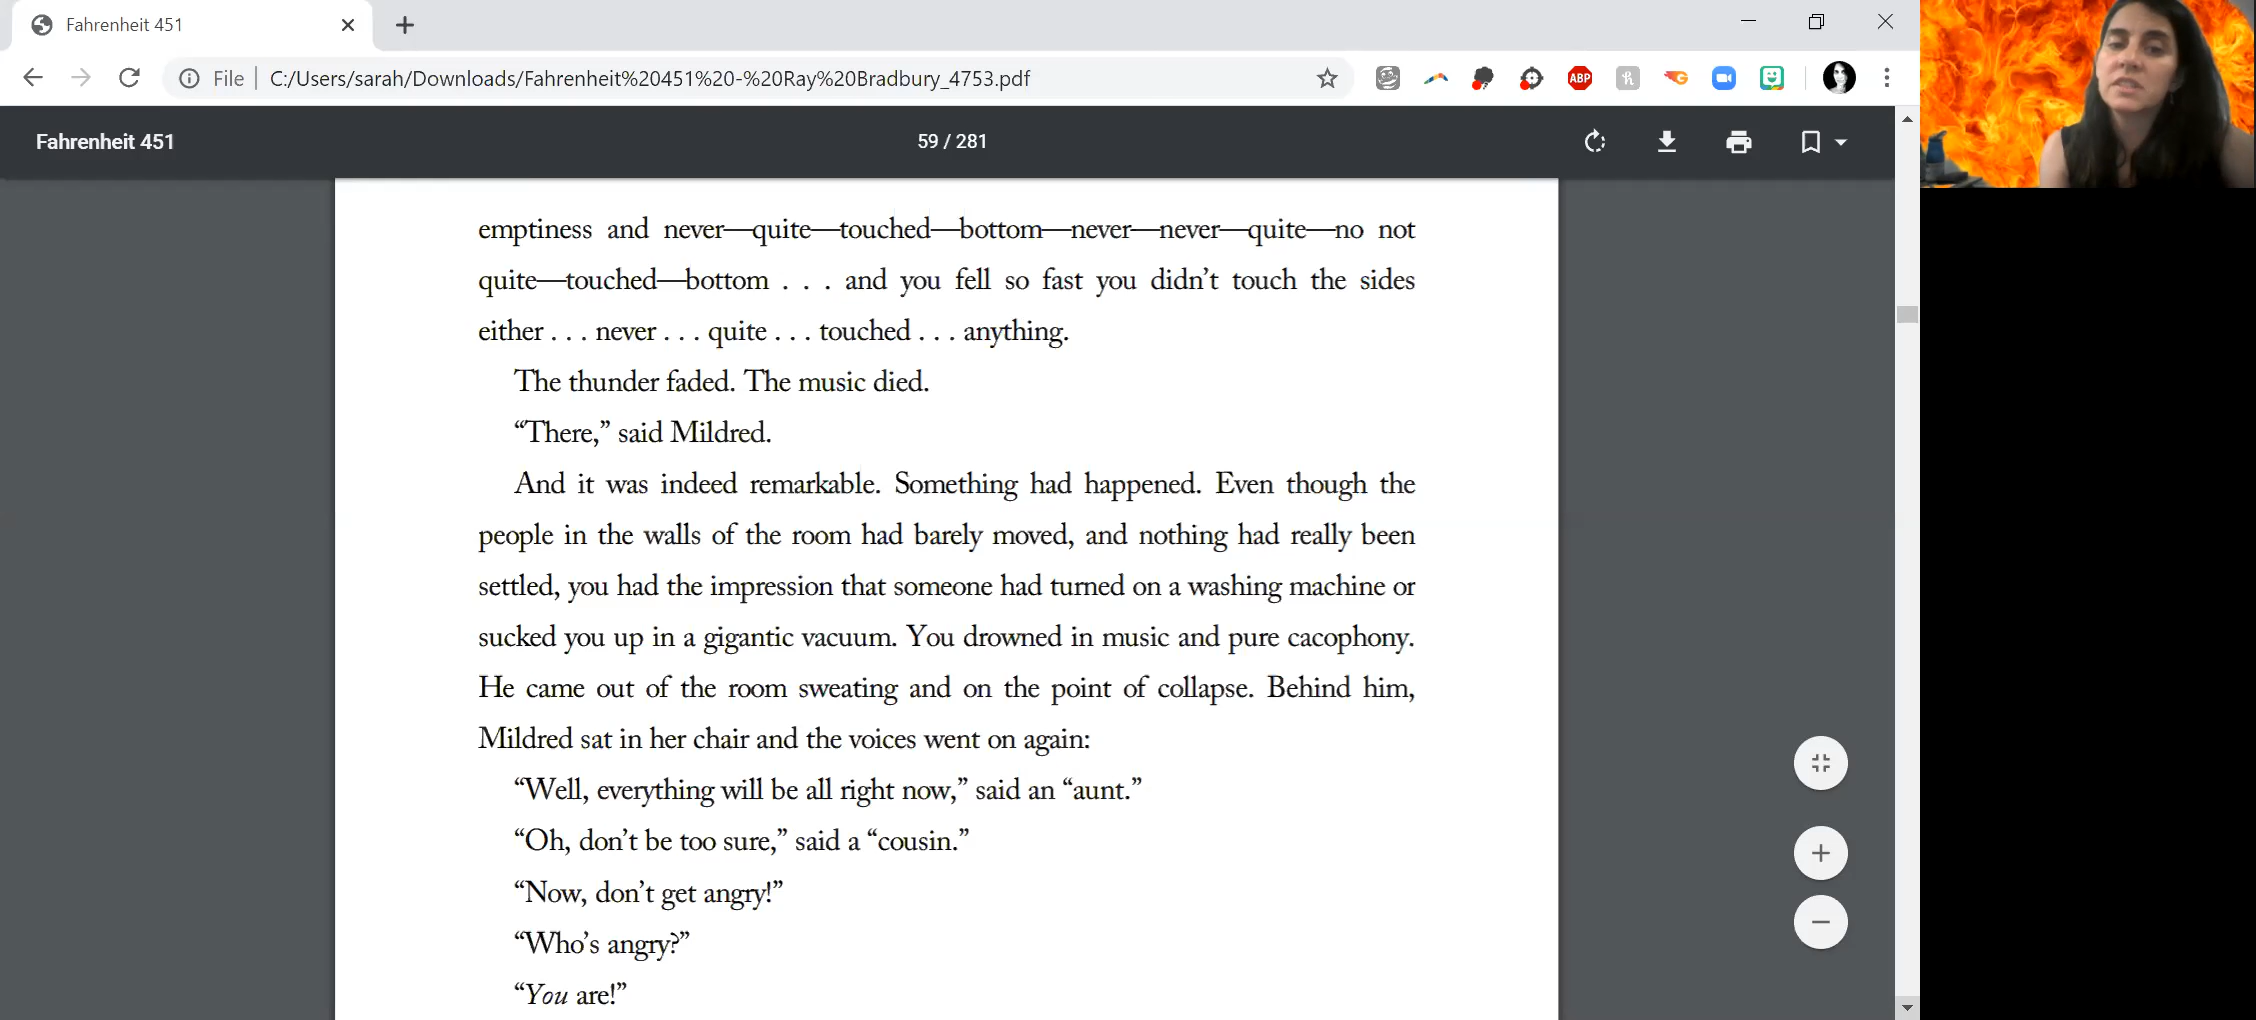 Fahrenheit 451
File
C:/Users/sarah/Downloads/Fahrenheit%20451%20-%20Ray%20Bradbury_4753.pdf
ABP
Fahrenheit 451
59 / 281
emptiness and never—quite—touched—bottom—never—never—quite—no not
quite—touched—bottom . . . and you fell so fast you didn’t touch the sides
either . . . never . . . quite . . . touched . . . anything.
The thunder faded. The music died.
“There,” said Mildred.
And it was indeed remarkable. Something had happened. Even though the
people in the walls of the room had barely moved, and nothing had really been
settled, you had the impression that someone had turned on a washing machine or
sucked you up in a gigantic vacuum. You drowned in music and pure cacophony.
He came out of the room sweating and on the point of collapse. Behind him,
Mildred sat in her chair and the voices went on again:
“Well, everything will be all right now,” said an “aunt.”
“Oh, don’t be too sure,” said a “cousin.”
“Now, don’t get angry!”
“Who’s angry?”
“You are!”